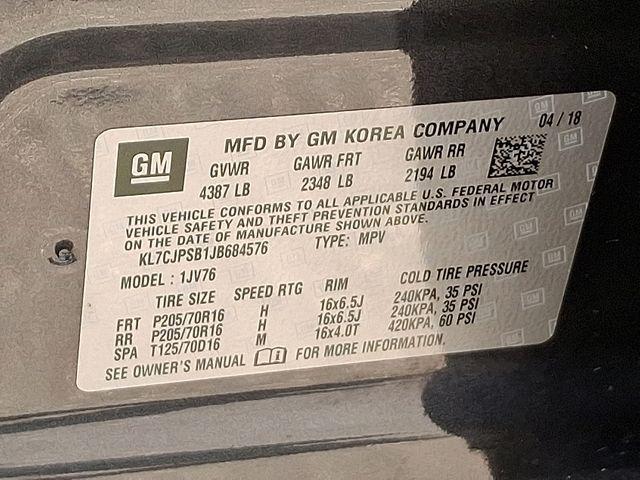 GM
MFD BY GM KOREA COMPANY 04 / 18
GVWR GAWR FRT GAWR RR
4387 LB 2348 LB 2194 LB
THIS VEHICLE CONFORMS TO ALL APPLICABLE U.S. FEDERAL MOTOR
VEHICLE SAFETY AND THEFT PREVENTION STANDARDS IN EFFECT
ON THE DATE OF MANUFACTURE SHOWN ABOVE.
KL7CJPSB1JB684576 TYPE: MPV
MODEL : 1JV76
TIRE SIZE SPEED RTG RIM COLD TIRE PRESSURE
FRT P205/70R16 H 16x6.5J 240KPA, 35 PSI
RR P205/70R16 H 16x6.5J 240KPA, 35 PSI
SPA T125/70D16 M 16x4.0T 420KPA, 60 PSI
SEE OWNER'S MANUAL FOR MORE INFORMATION.